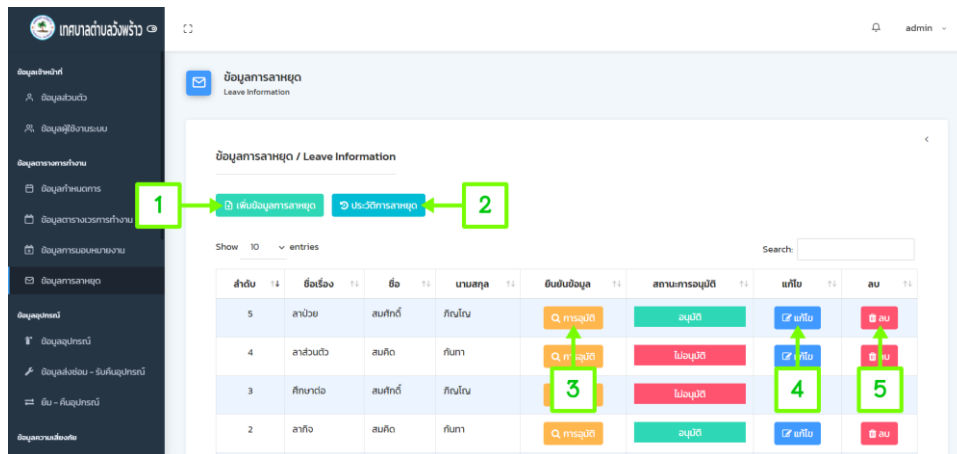 เทศบาลตำบลวังพร้าว
admin
ข้อมูลเจ้าหน้าที่
ข้อมูลส่วนตัว
ข้อมูลผู้ใช้งานระบบ
ข้อมูลตารางการทำงาน
ข้อมูลกำหนดการ
ข้อมูลตารางเวรการทำงาน
ข้อมูลการมอบหมายงาน
ข้อมูลการลาหยุด
ข้อมูลอุปกรณ์
ข้อมูลอุปกรณ์
ข้อมูลส่งซ่อม - รับคืนอุปกรณ์
ยืม - คืนอุปกรณ์
ข้อมูลความเสี่ยงภัย
ข้อมูลการลาหยุด
Leave Information
ข้อมูลการลาหยุด / Leave Information
1 เพิ่มข้อมูลการลาหยุด ประวัติการลาหยุด 2
Show 10 entries Search:
ลำดับ ชื่อเรื่อง ชื่อ นามสกุล ยืนยันข้อมูล สถานะการอนุมัติ แก้ไข ลบ
5 ลาป่วย สมศักดิ์ ภิญโญ การอุมัติ อนุมัติ แก้ไข ลบ
4 ลาส่วนตัว สมคิด กันทา การอุมัติ ไม่อนุมัติ แก้ไข ลบ
3 ศึกษาต่อ สมศักดิ์ ภิญโญ ไม่อนุมัติ
3 4 5
2 ลากิจ สมคิด กันทา การอุมัติ อนุมัติ แก้ไข ลบ